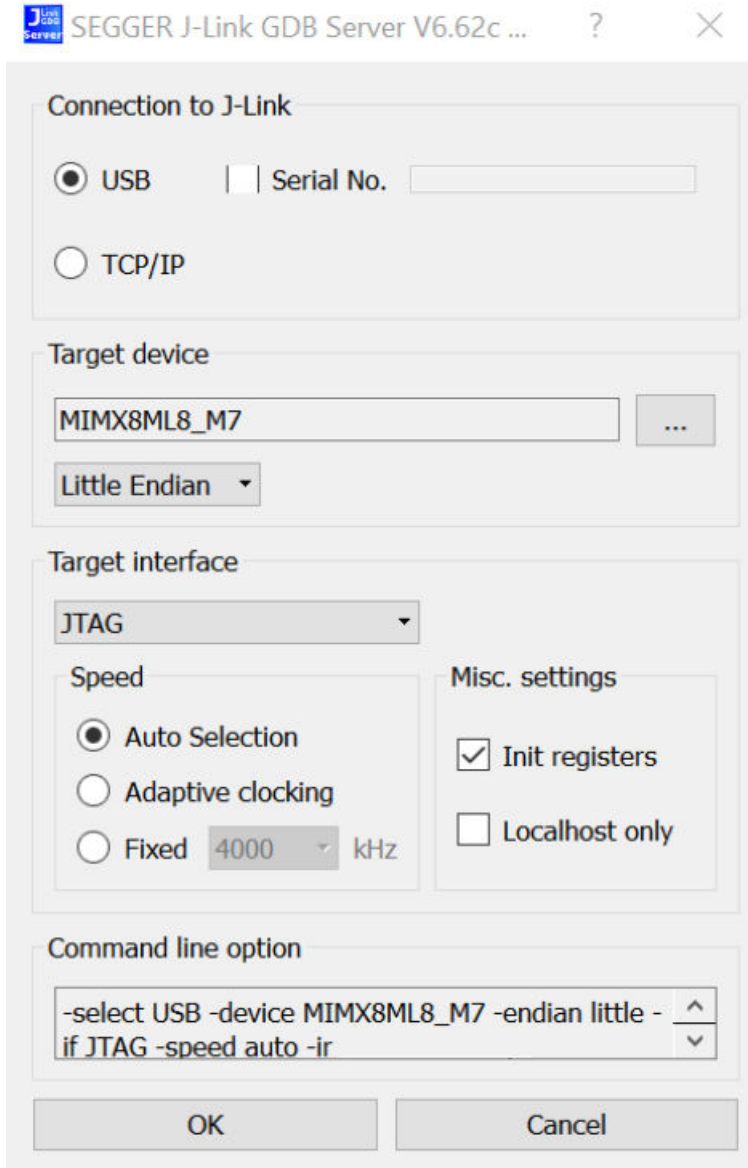 J-Link GDB Server SEGGER J-Link GDB Server V6.62c ... ?
Connection to J-Link
USB Serial No.
TCP/IP
Target device
MIMX8ML8_M7 ...
Little Endian
Target interface
JTAG
Speed Misc. settings
Auto Selection Init registers
Adaptive clocking
Localhost only
Fixed 4000 kHz
Command line option
-select USB -device MIMX8ML8_M7 -endian little -
if JTAG -speed auto -ir
OK Cancel